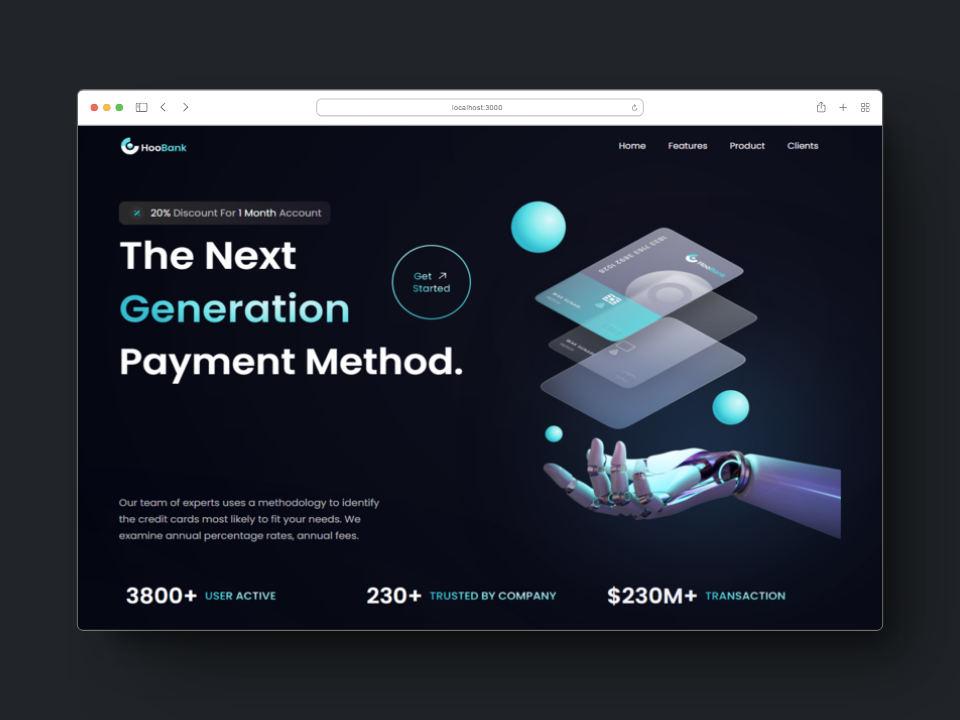 localhost:3000
HooBank
Home Features Product Clients
20% Discount For 1 Month Account
The Next
Generation
Payment Method.
Get
Started
HooBank
Our team of experts uses a methodology to identify
the credit cards most likely to fit your needs. We
examine annual percentage rates, annual fees.
3800+ USER ACTIVE
230+ TRUSTED BY COMPANY
$230M+ TRANSACTION